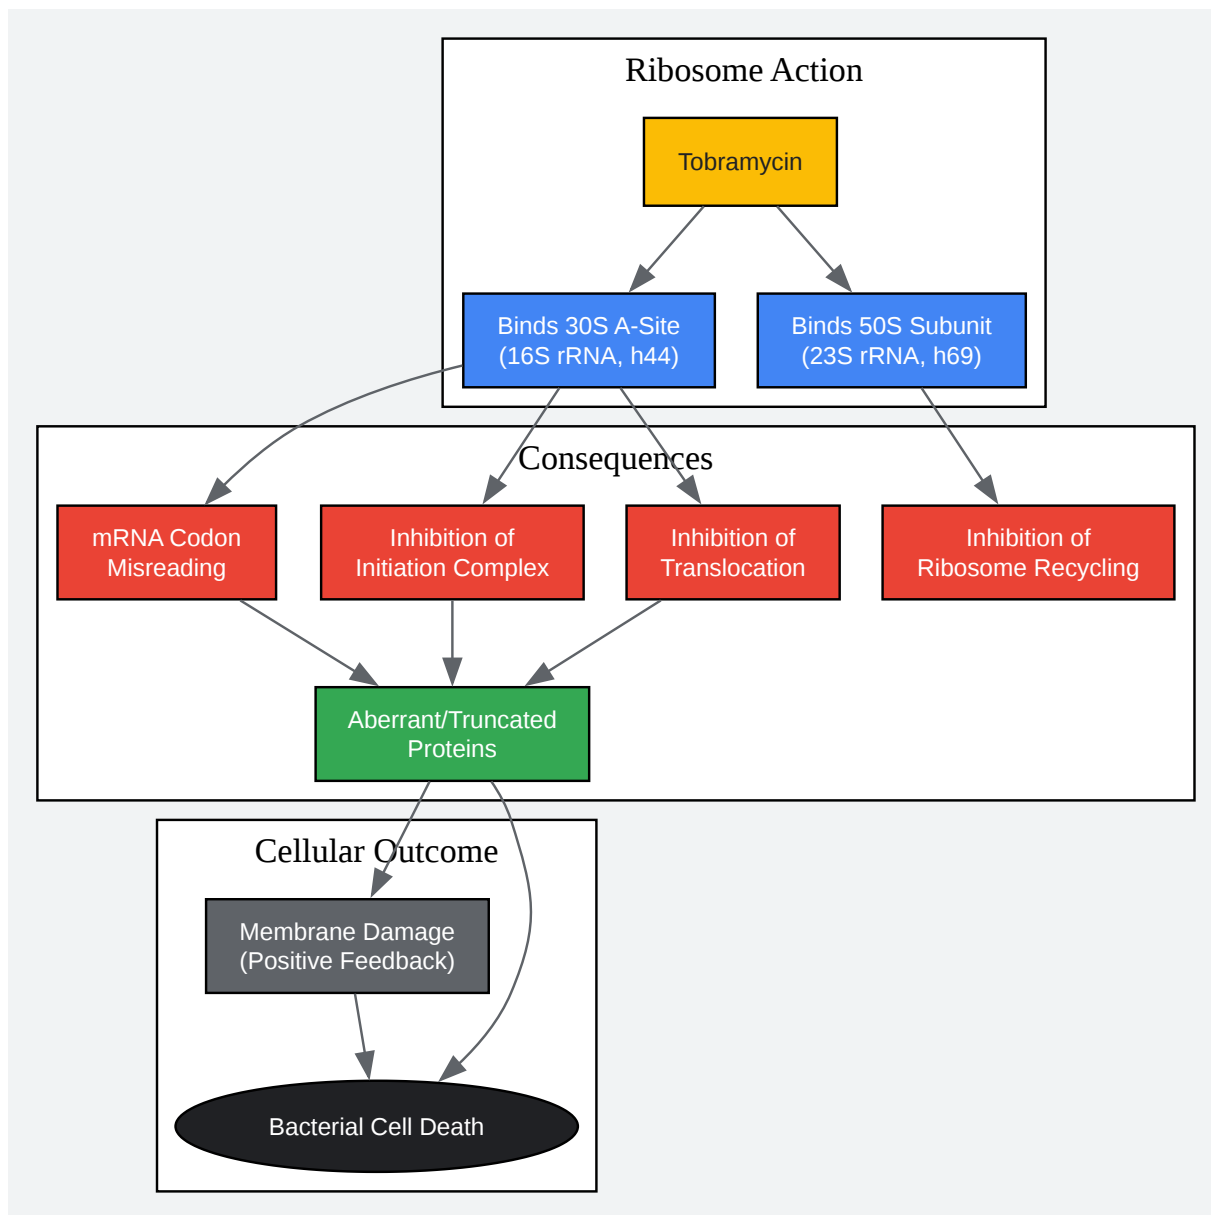 Ribosome Action
Tobramycin
Binds 30S A-Site
(16S rRNA, h44)
Binds 50S Subunit
(23S rRNA, h69)
Consequences
mRNA Codon
Misreading
Inhibition of
Initiation Complex
Inhibition of
Translocation
Inhibition of
Ribosome Recycling
Aberrant/Truncated
Proteins
Cellular Outcome
Membrane Damage
(Positive Feedback)
Bacterial Cell Death